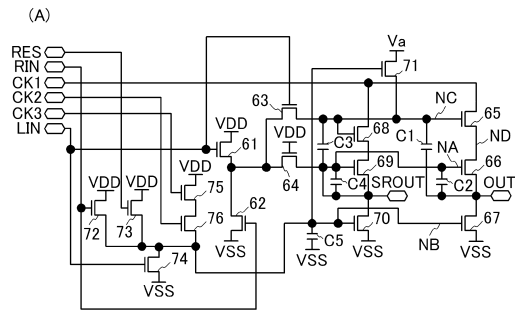 (A)
RES
RIN
CK1
CK2
CK3
LIN
Va
71
63
VDD
61
VDD
64
C3
68
69
C4
SROUT
70
C5
VSS
VSS
NC
65
C1
ND
NA
66
C2
OUT
67
NB
VSS
VDD
VDD
VDD
75
76
62
VSS
72
73
74
VSS